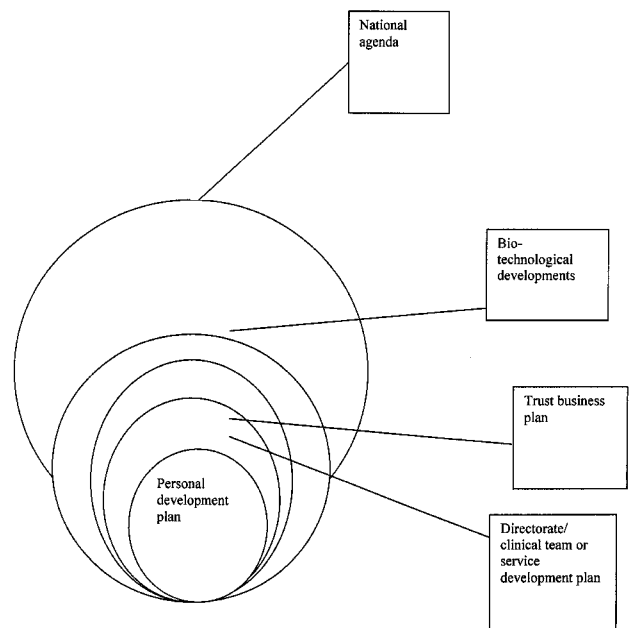 National
agenda
Bio-
technological
developments
Trust business
plan
Personal
development
plan
Directorate/
clinical team or
service
development plan